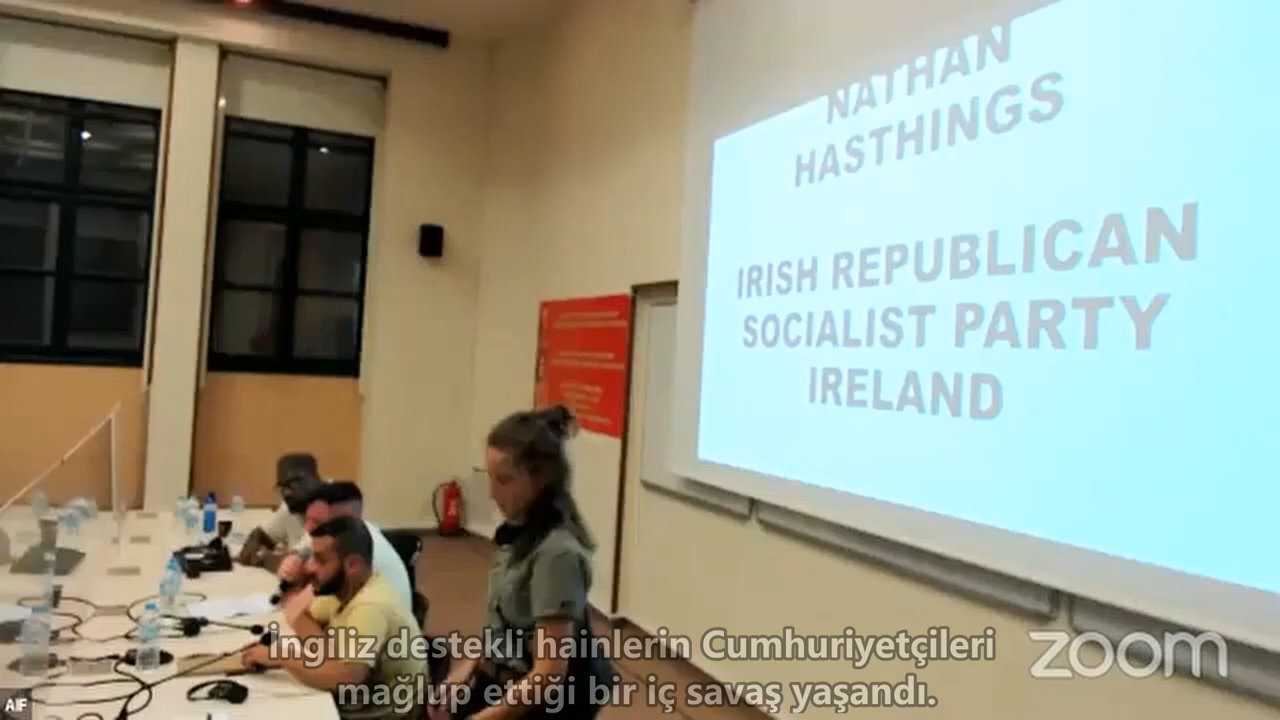 NATHAN
HASTHINGS
IRISH REPUBLICAN
SOCIALIST PARTY
IRELAND
İngiliz destekli hainlerin Cumhuriyetçileri
mağlup ettiği bir iç savaş yaşandı.
zoom
AIF